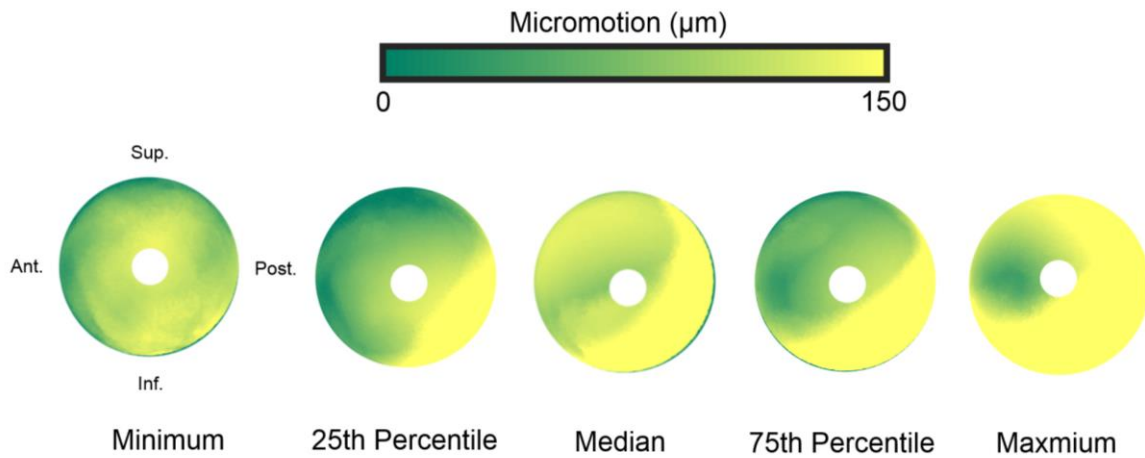 Micromotion (µm)
0 150
Sup.
Ant. Post.
Inf.
Minimum 25th Percentile Median 75th Percentile Maxmium